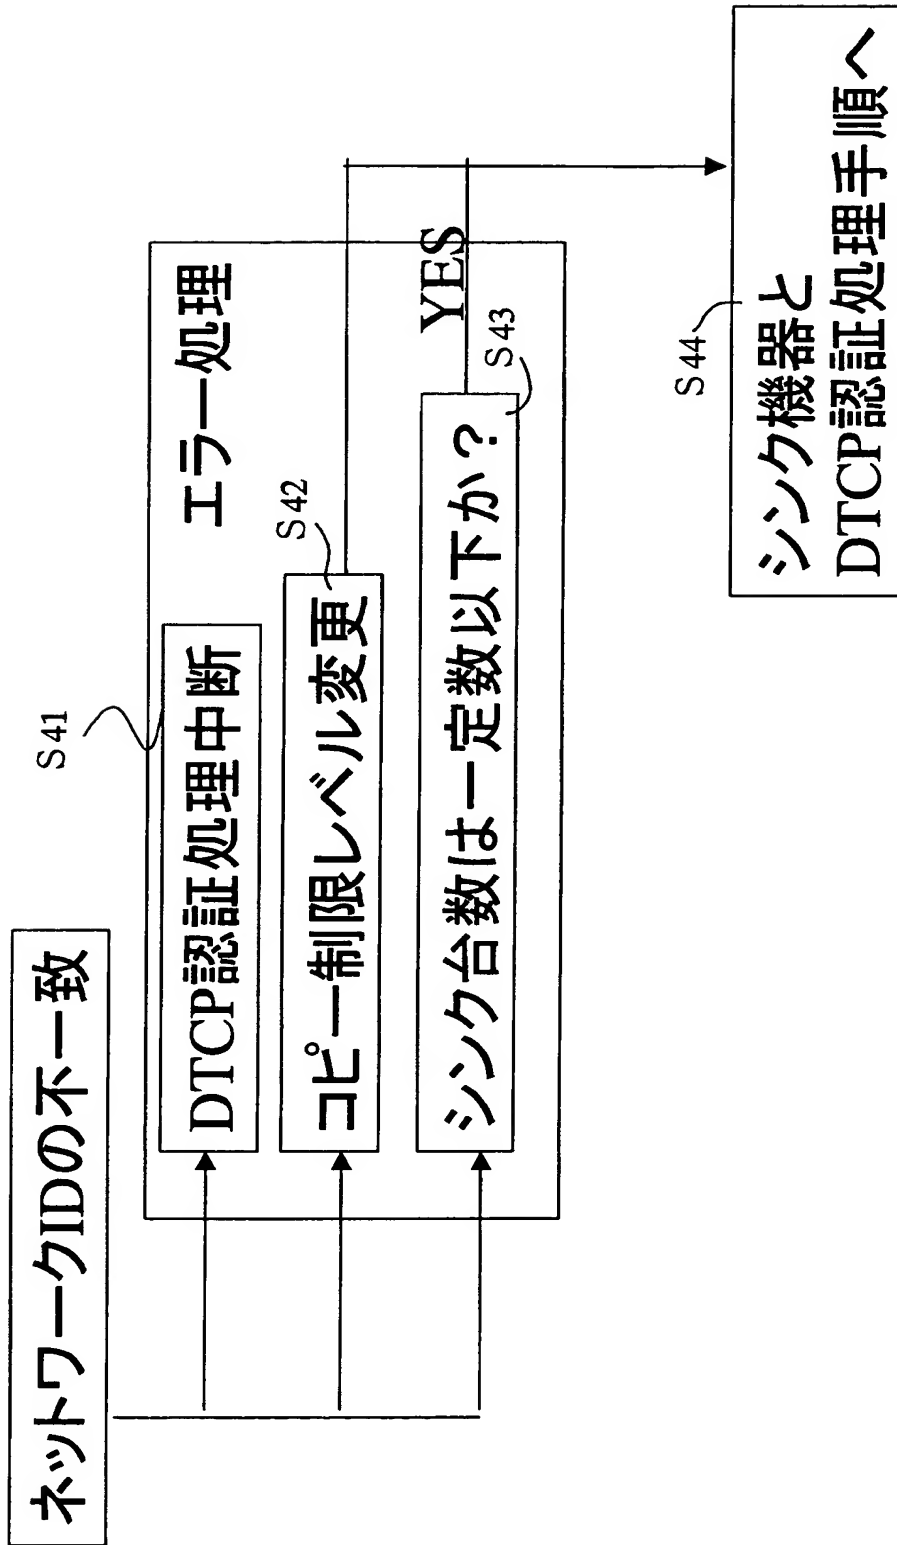 ネットワークIDの不一致
エラー処理
S41
DTCP認証処理中断
S42
コピー制限レベル変更
YES
S43
シンク台数は一定数以下か？
S44
シンク機器と
DTCP認証処理手順へ